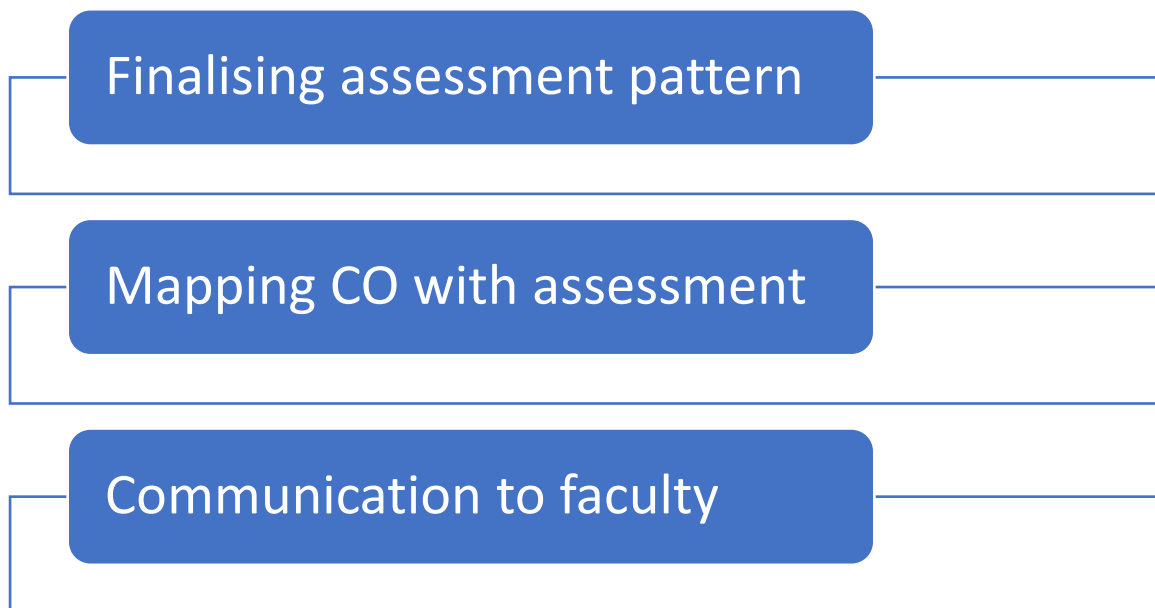 Finalising assessment pattern
Mapping CO with assessment
Communication to faculty